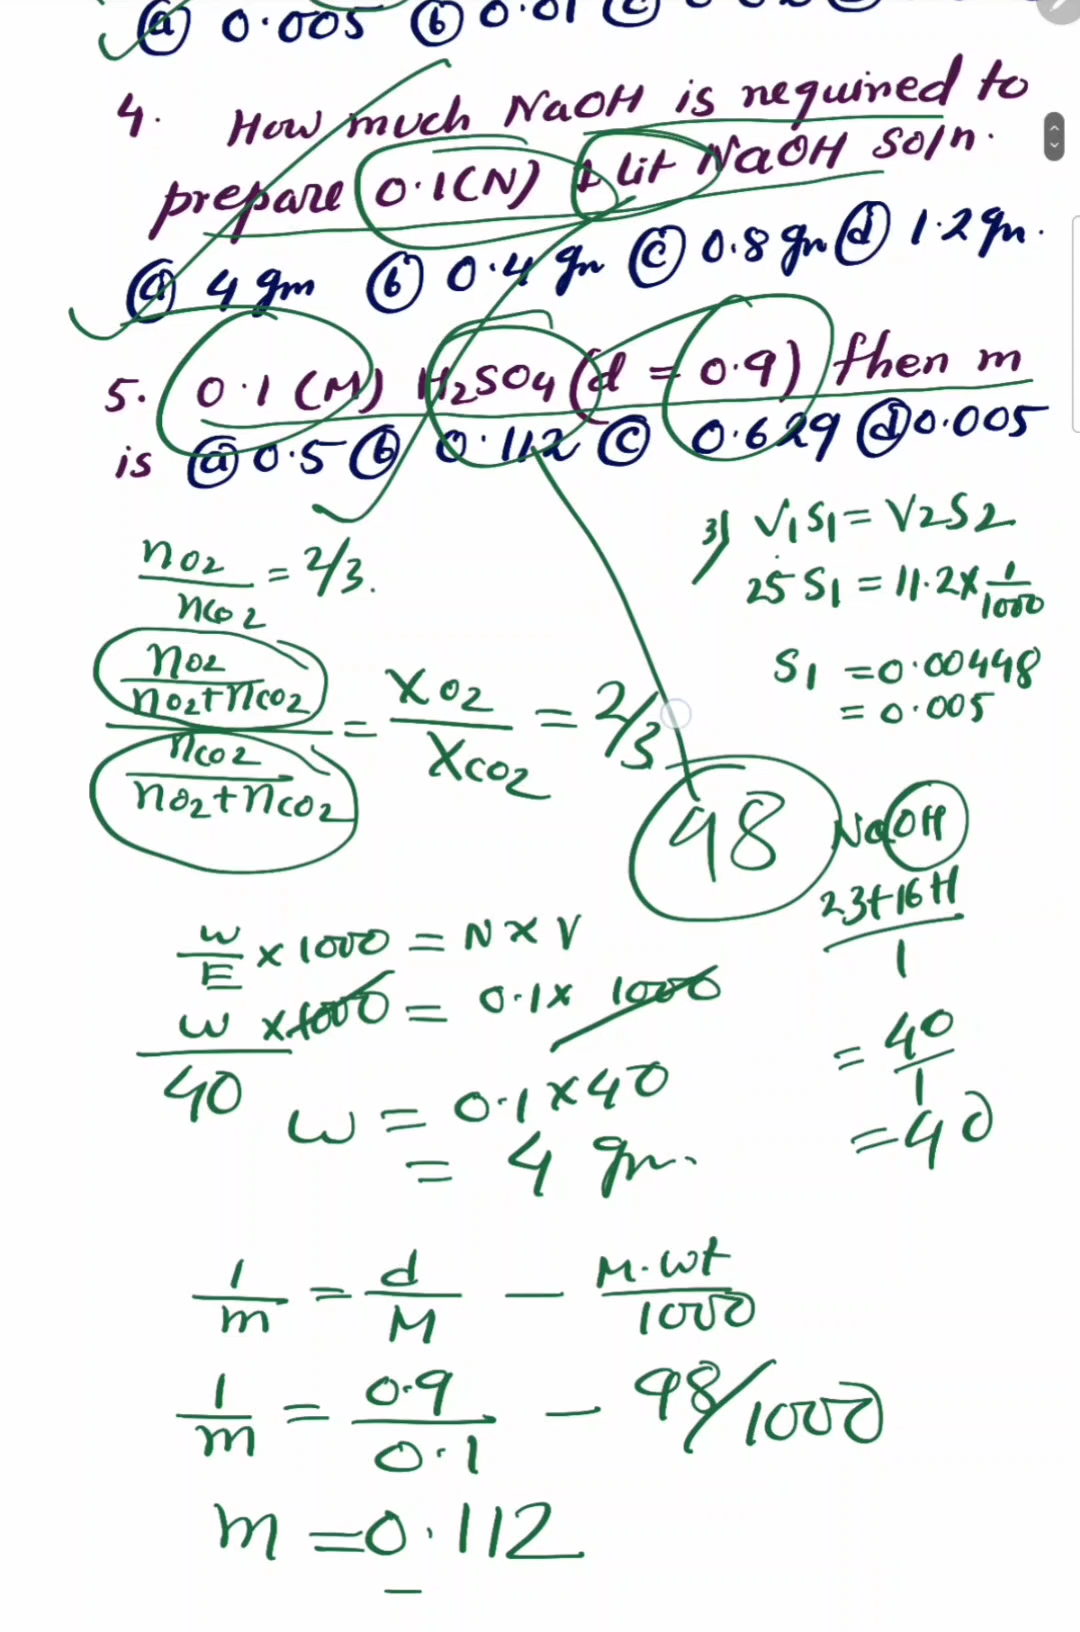 ⓐ 0.005 ⓑ 0.01 ⓒ
4. How much NaOH is required to
prepare 0.1(N) 1 lit NaOH soln.
ⓐ 4 gm ⓑ 0.4 gm ⓒ 0.8 gm ⓓ 1.2 gm.
5. 0.1 (M) H2SO4 (d = 0.9) then m
is ⓐ 0.5 ⓑ 0.112 ⓒ 0.629 ⓓ 0.005
nO2/nCO2 = 2/3.
(nO2/(nO2+nCO2))/(nCO2/(nO2+nCO2)) = XO2/XCO2 = 2/3
3) V1S1 = V2S2
25 S1 = 11.2 x 1/1000
S1 = 0.00448
= 0.005
98
NaOH
23+16H/1
= 40/1
= 40
W/E x 1000 = N x V
W/40 x 1000 = 0.1 x 1000
W = 0.1 x 40
= 4 gm.
1/m = d/M − M.wt/1000
1/m = 0.9/0.1 − 98/1000
m = 0.112